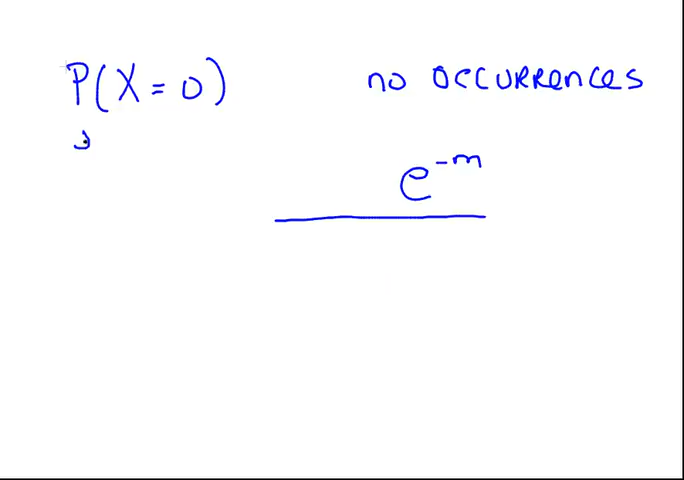 P(X = 0) no occurrences
e^{-m}